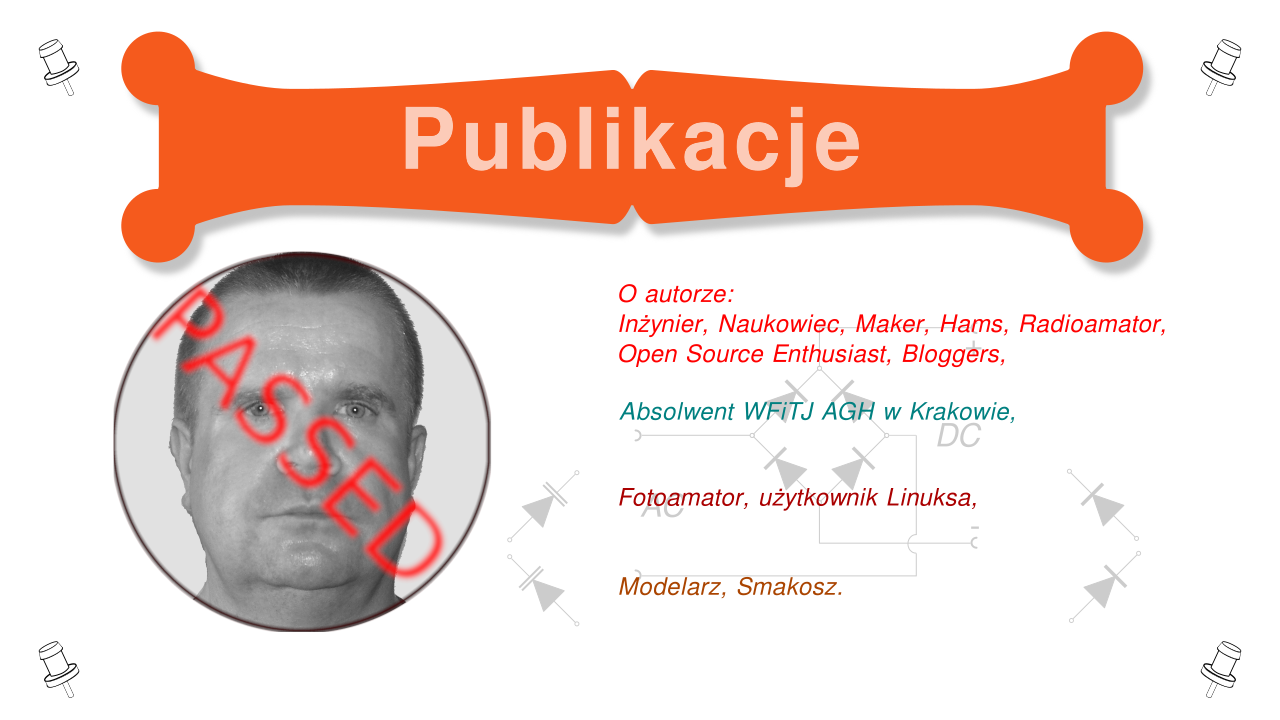 Publikacje
PASSED
O autorze:
Inżynier, Naukowiec, Maker, Hams, Radioamator,
Open Source Enthusiast, Bloggers,
+
Absolwent WFiTJ AGH w Krakowie,
DC
Fotoamator, użytkownik Linuksa,
AC
-
Modelarz, Smakosz.